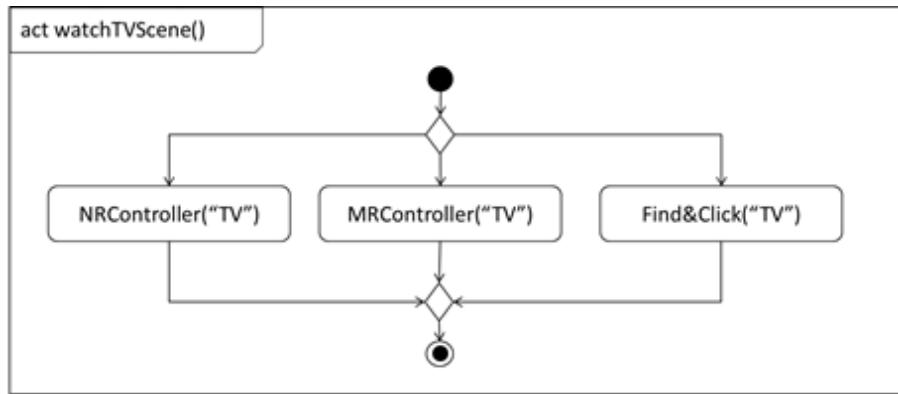 act watchTVScene()
NRController(“TV”)
MRController(“TV”)
Find&Click(“TV”)